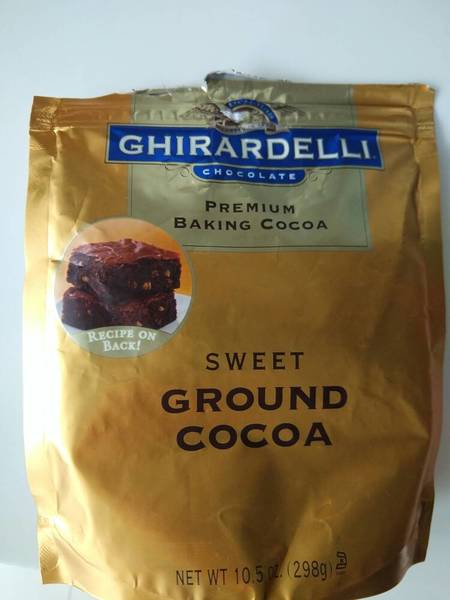 GHIRARDELLI
CHOCOLATE
PREMIUM
BAKING COCOA
RECIPE ON
BACK!
SWEET
GROUND
COCOA
NET WT 10.5 OZ. (298g)